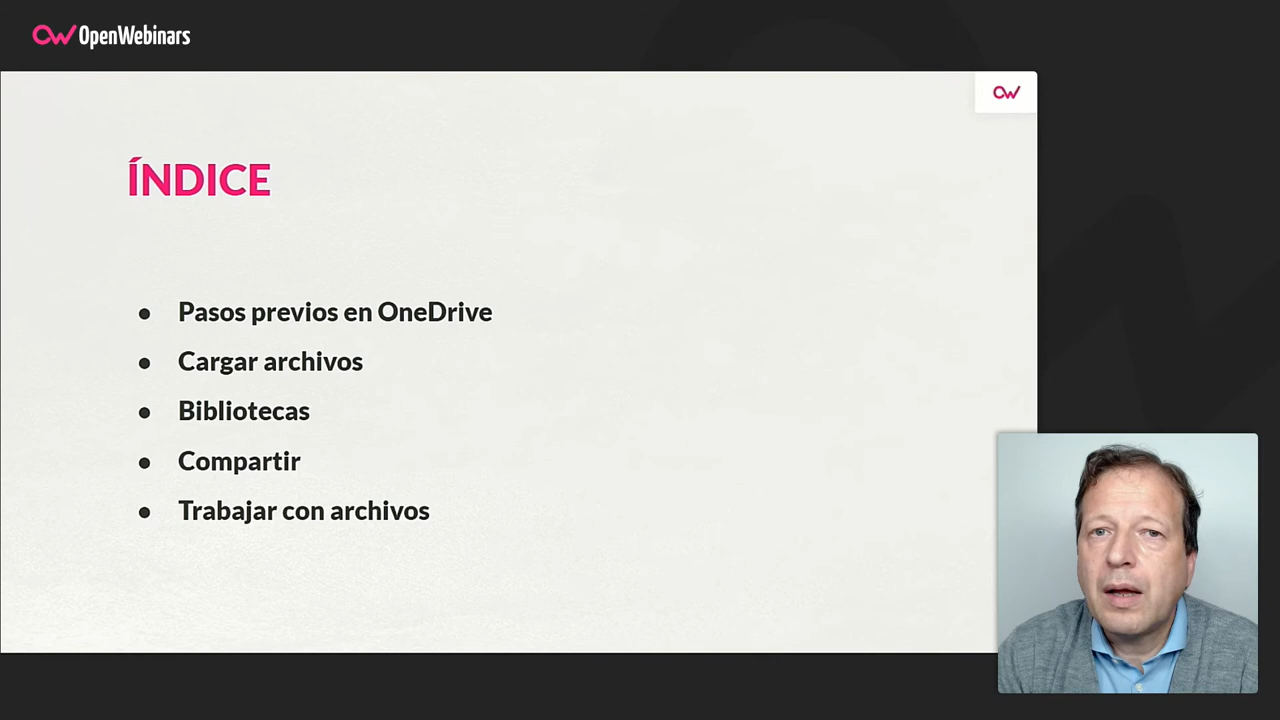 OpenWebinars
ÍNDICE
● Pasos previos en OneDrive
● Cargar archivos
● Bibliotecas
● Compartir
● Trabajar con archivos